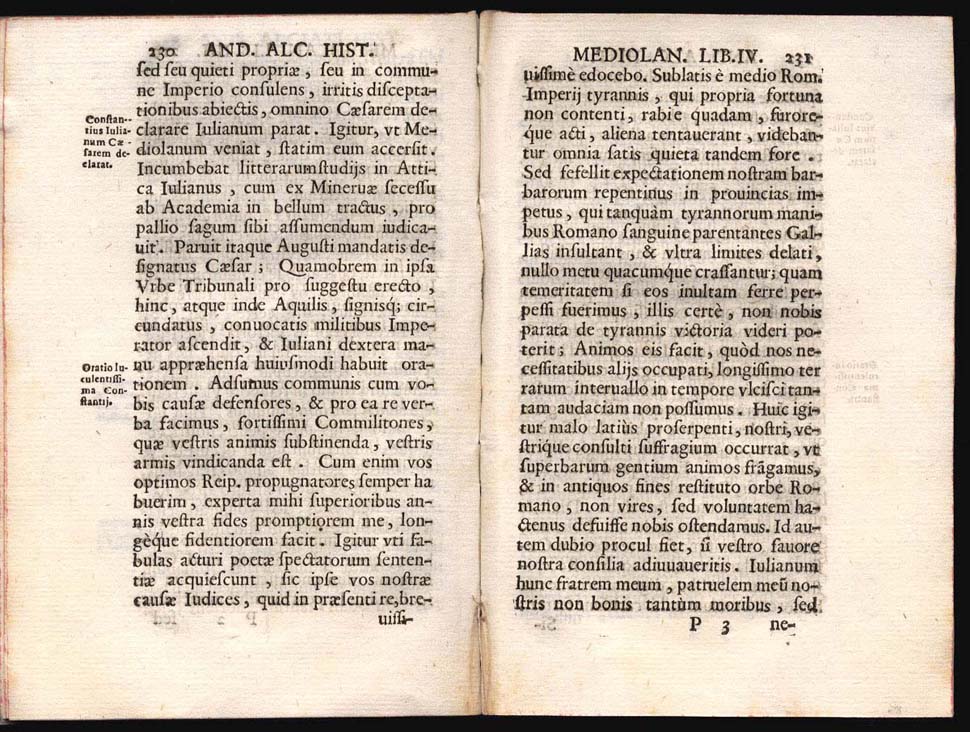 230 AND. ALC. HIST.
sed seu quieti propriæ, seu in commu-
ne Imperio consulens, irritis discepta-
tionibus abiectis, omnino Cæsarem de-
clarare Iulianum parat. Igitur, vt Me-
diolanum veniat, statim eum accersit.
Incumbebat litterarum studijs in Atti-
ca Iulianus, cum ex Mineruæ secessu
ab Academia in bellum tractus, pro
pallio sagum sibi assumendum iudica-
uit. Paruit itaque Augusti mandatis de-
signatus Cæsar; Quamobrem in ipsa
Vrbe Tribunali pro suggestu erecto,
hinc, atque inde Aquilis, signisq; cir-
cundatus, conuocatis militibus Impe-
rator ascendit, & Iuliani dextera ma-
nu appræhensa huiusmodi habuit ora-
tionem. Adsumus communis cum vo-
bis causæ defensores, & pro ea re ver-
ba facimus, fortissimi Commilitones,
quæ vestris animis substinenda, vestris
armis vindicanda est. Cum enim vos
optimos Reip. propugnatores semper ha
buerim, experta mihi superioribus an-
nis vestra fides promptiorem me, lon-
gèque fidentiorem facit. Igitur vti fa-
bulas acturi poetæ spectatorum senten-
tiæ acquiescunt, sic ipse vos nostræ
causæ Iudices, quid in præsenti re, bre-
uissi-
Constan-
tius Iulia-
num Cæ-
sarem de-
clarat.
Oratio lu-
culentissi-
ma Con-
stantij.
MEDIOLAN. LIB.IV. 231
uissimè edocebo. Sublatis è medio Rom.
Imperij tyrannis, qui propria fortuna
non contenti, rabie quadam, furore-
que acti, aliena tentauerant, videban-
tur omnia satis quieta tandem fore.
Sed fefellit expectationem nostram bar-
barorum repentinus in prouincias im-
petus, qui tanquàm tyrannorum mani-
bus Romano sanguine parentantes Gal-
lias insultant, & vltra limites delati,
nullo metu quacumque crassantur; quam
temeritatem si eos inultam ferre per-
pessi fuerimus, illis certè, non nobis
parata de tyrannis victoria videri po-
terit; Animos eis facit, quòd nos ne-
cessitatibus alijs occupati, longissimo ter
rarum interuallo in tempore vlcisci tan-
tam audaciam non possumus. Huic igi-
tur malo latiùs proserpenti, nostri, ve-
strique consulti suffragium occurrat, vt
superbarum gentium animos frãgamus,
& in antiquos fines restituto orbe Ro-
mano, non vires, sed voluntatem ha-
ctenus defuisse nobis ostendamus. Id au-
tem dubio procul fiet, si vestro fauore
nostra consilia adiuuaueritis. Iulianum
hunc fratrem meum, patruelem meũ no-
stris non bonis tantùm moribus, sed
P 3 ne-